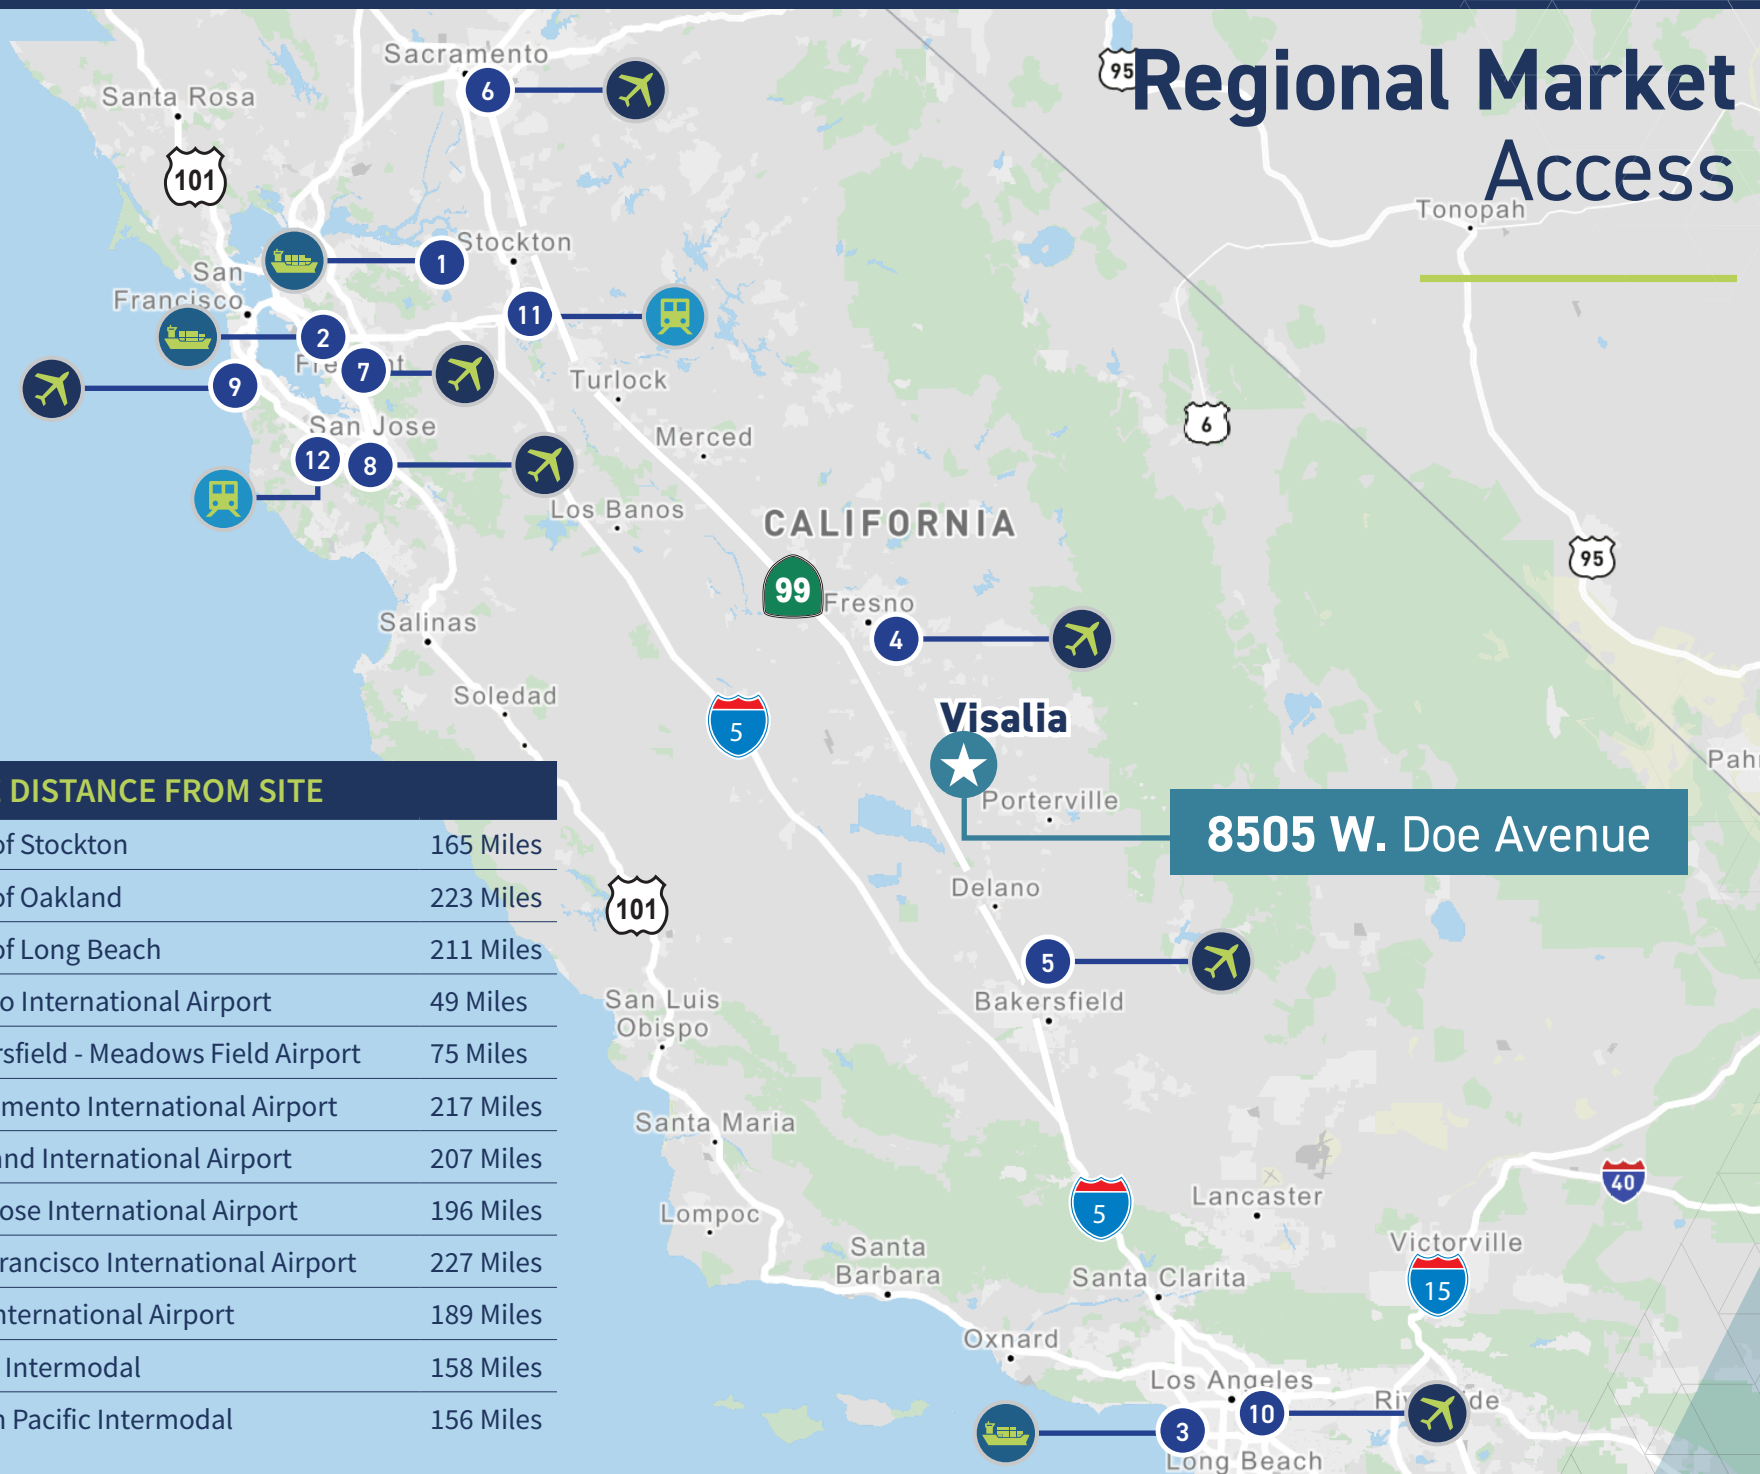 Regional Market
Access
Sacramento
Santa Rosa
95
6
101
Tonopah
Stockton
1
San
Francisco
11
2
7
9
Turlock
San Jose
Merced
12
8
6
Los Banos
CALIFORNIA
95
99
Fresno
4
Salinas
Soledad
Visalia
5
Porterville
8505 W. Doe Avenue
DISTANCE FROM SITE
of Stockton 165 Miles
of Oakland 223 Miles
of Long Beach 211 Miles
o International Airport 49 Miles
rsfield - Meadows Field Airport 75 Miles
mento International Airport 217 Miles
and International Airport 207 Miles
ose International Airport 196 Miles
rancisco International Airport 227 Miles
nternational Airport 189 Miles
Intermodal 158 Miles
n Pacific Intermodal 156 Miles
101
Delano
5
Bakersfield
San Luis
Obispo
Santa Maria
Lompoc
5
Lancaster
40
Victorville
15
Santa
Barbara
Santa Clarita
Oxnard
Los Angeles
10
3
Long Beach